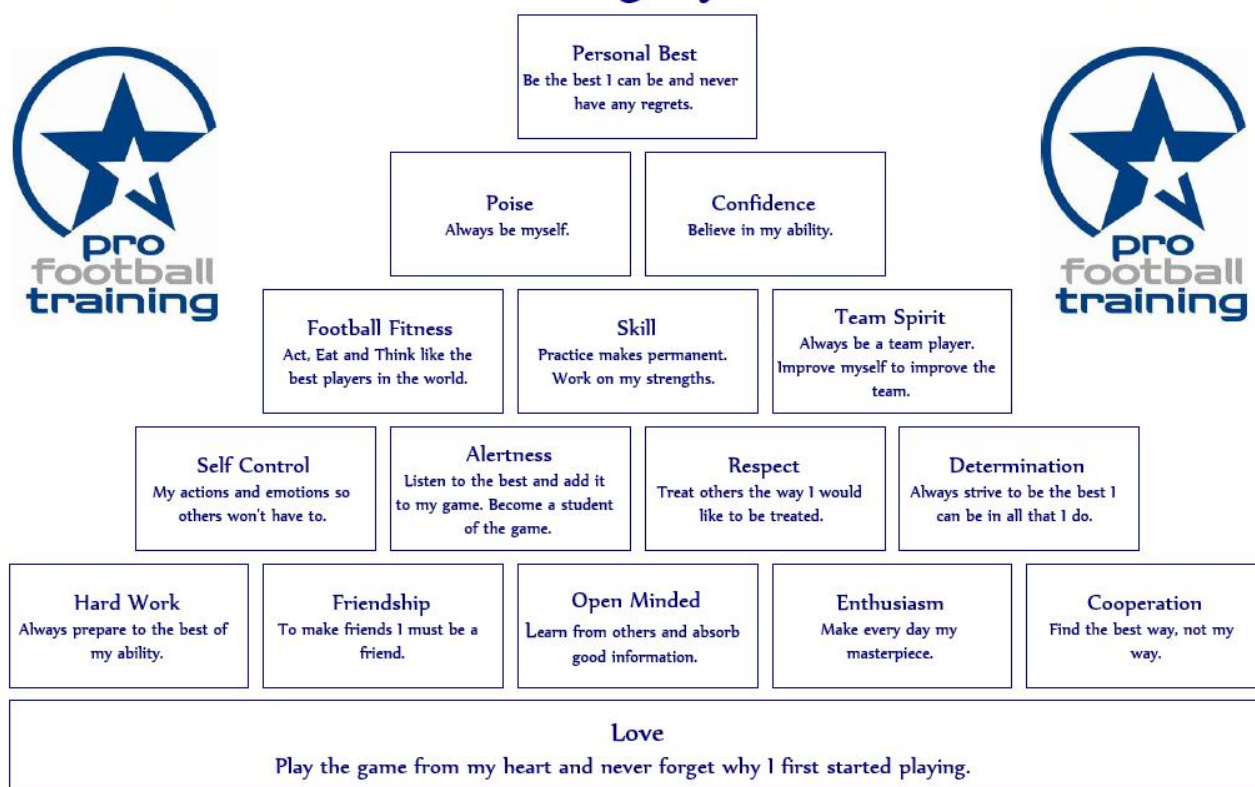 Personal Best
Be the best I can be and never
have any regrets.
Poise
Always be myself.
Confidence
Believe in my ability.
pro
football
training
pro
football
training
Football Fitness
Act, Eat and Think like the
best players in the world.
Skill
Practice makes permanent.
Work on my strengths.
Team Spirit
Always be a team player.
Improve myself to improve the
team.
Self Control
My actions and emotions so
others won't have to.
Alertness
Listen to the best and add it
to my game. Become a student
of the game.
Respect
Treat others the way I would
like to be treated.
Determination
Always strive to be the best I
can be in all that I do.
Hard Work
Always prepare to the best of
my ability.
Friendship
To make friends I must be a
friend.
Open Minded
Learn from others and absorb
good information.
Enthusiasm
Make every day my
masterpiece.
Cooperation
Find the best way, not my
way.
Love
Play the game from my heart and never forget why I first started playing.